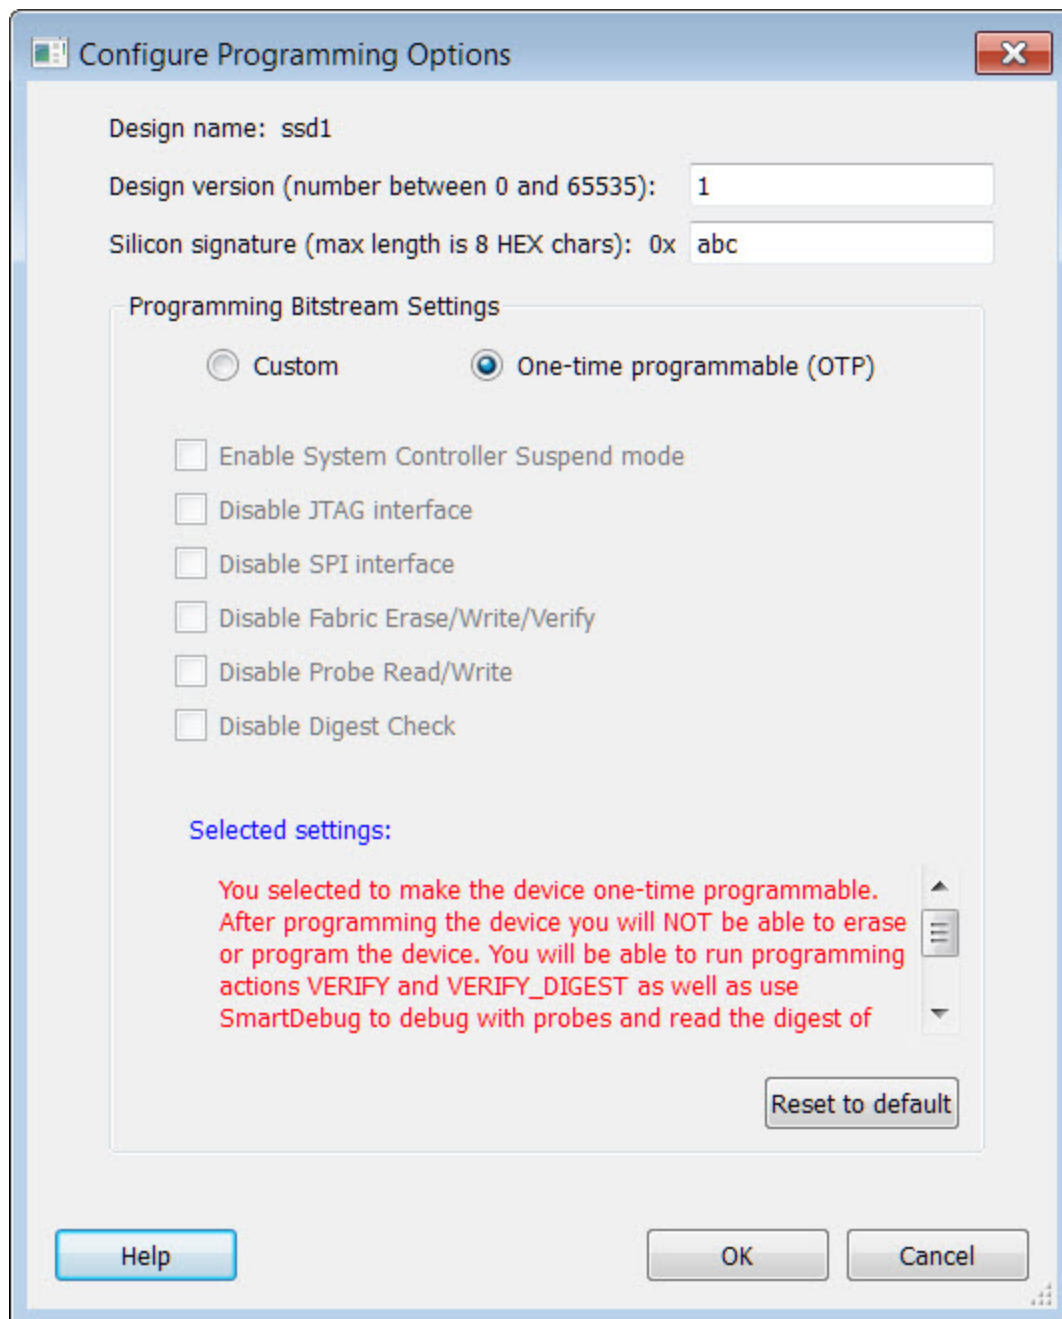 Configure Programming Options
Design name: ssd1
Design version (number between 0 and 65535): 1
Silicon signature (max length is 8 HEX chars): 0x abc
Programming Bitstream Settings
Custom One-time programmable (OTP)
Enable System Controller Suspend mode
Disable JTAG interface
Disable SPI interface
Disable Fabric Erase/Write/Verify
Disable Probe Read/Write
Disable Digest Check
Selected settings:
You selected to make the device one-time programmable.
After programming the device you will NOT be able to erase
or program the device. You will be able to run programming
actions VERIFY and VERIFY_DIGEST as well as use
SmartDebug to debug with probes and read the digest of
Reset to default
Help OK Cancel